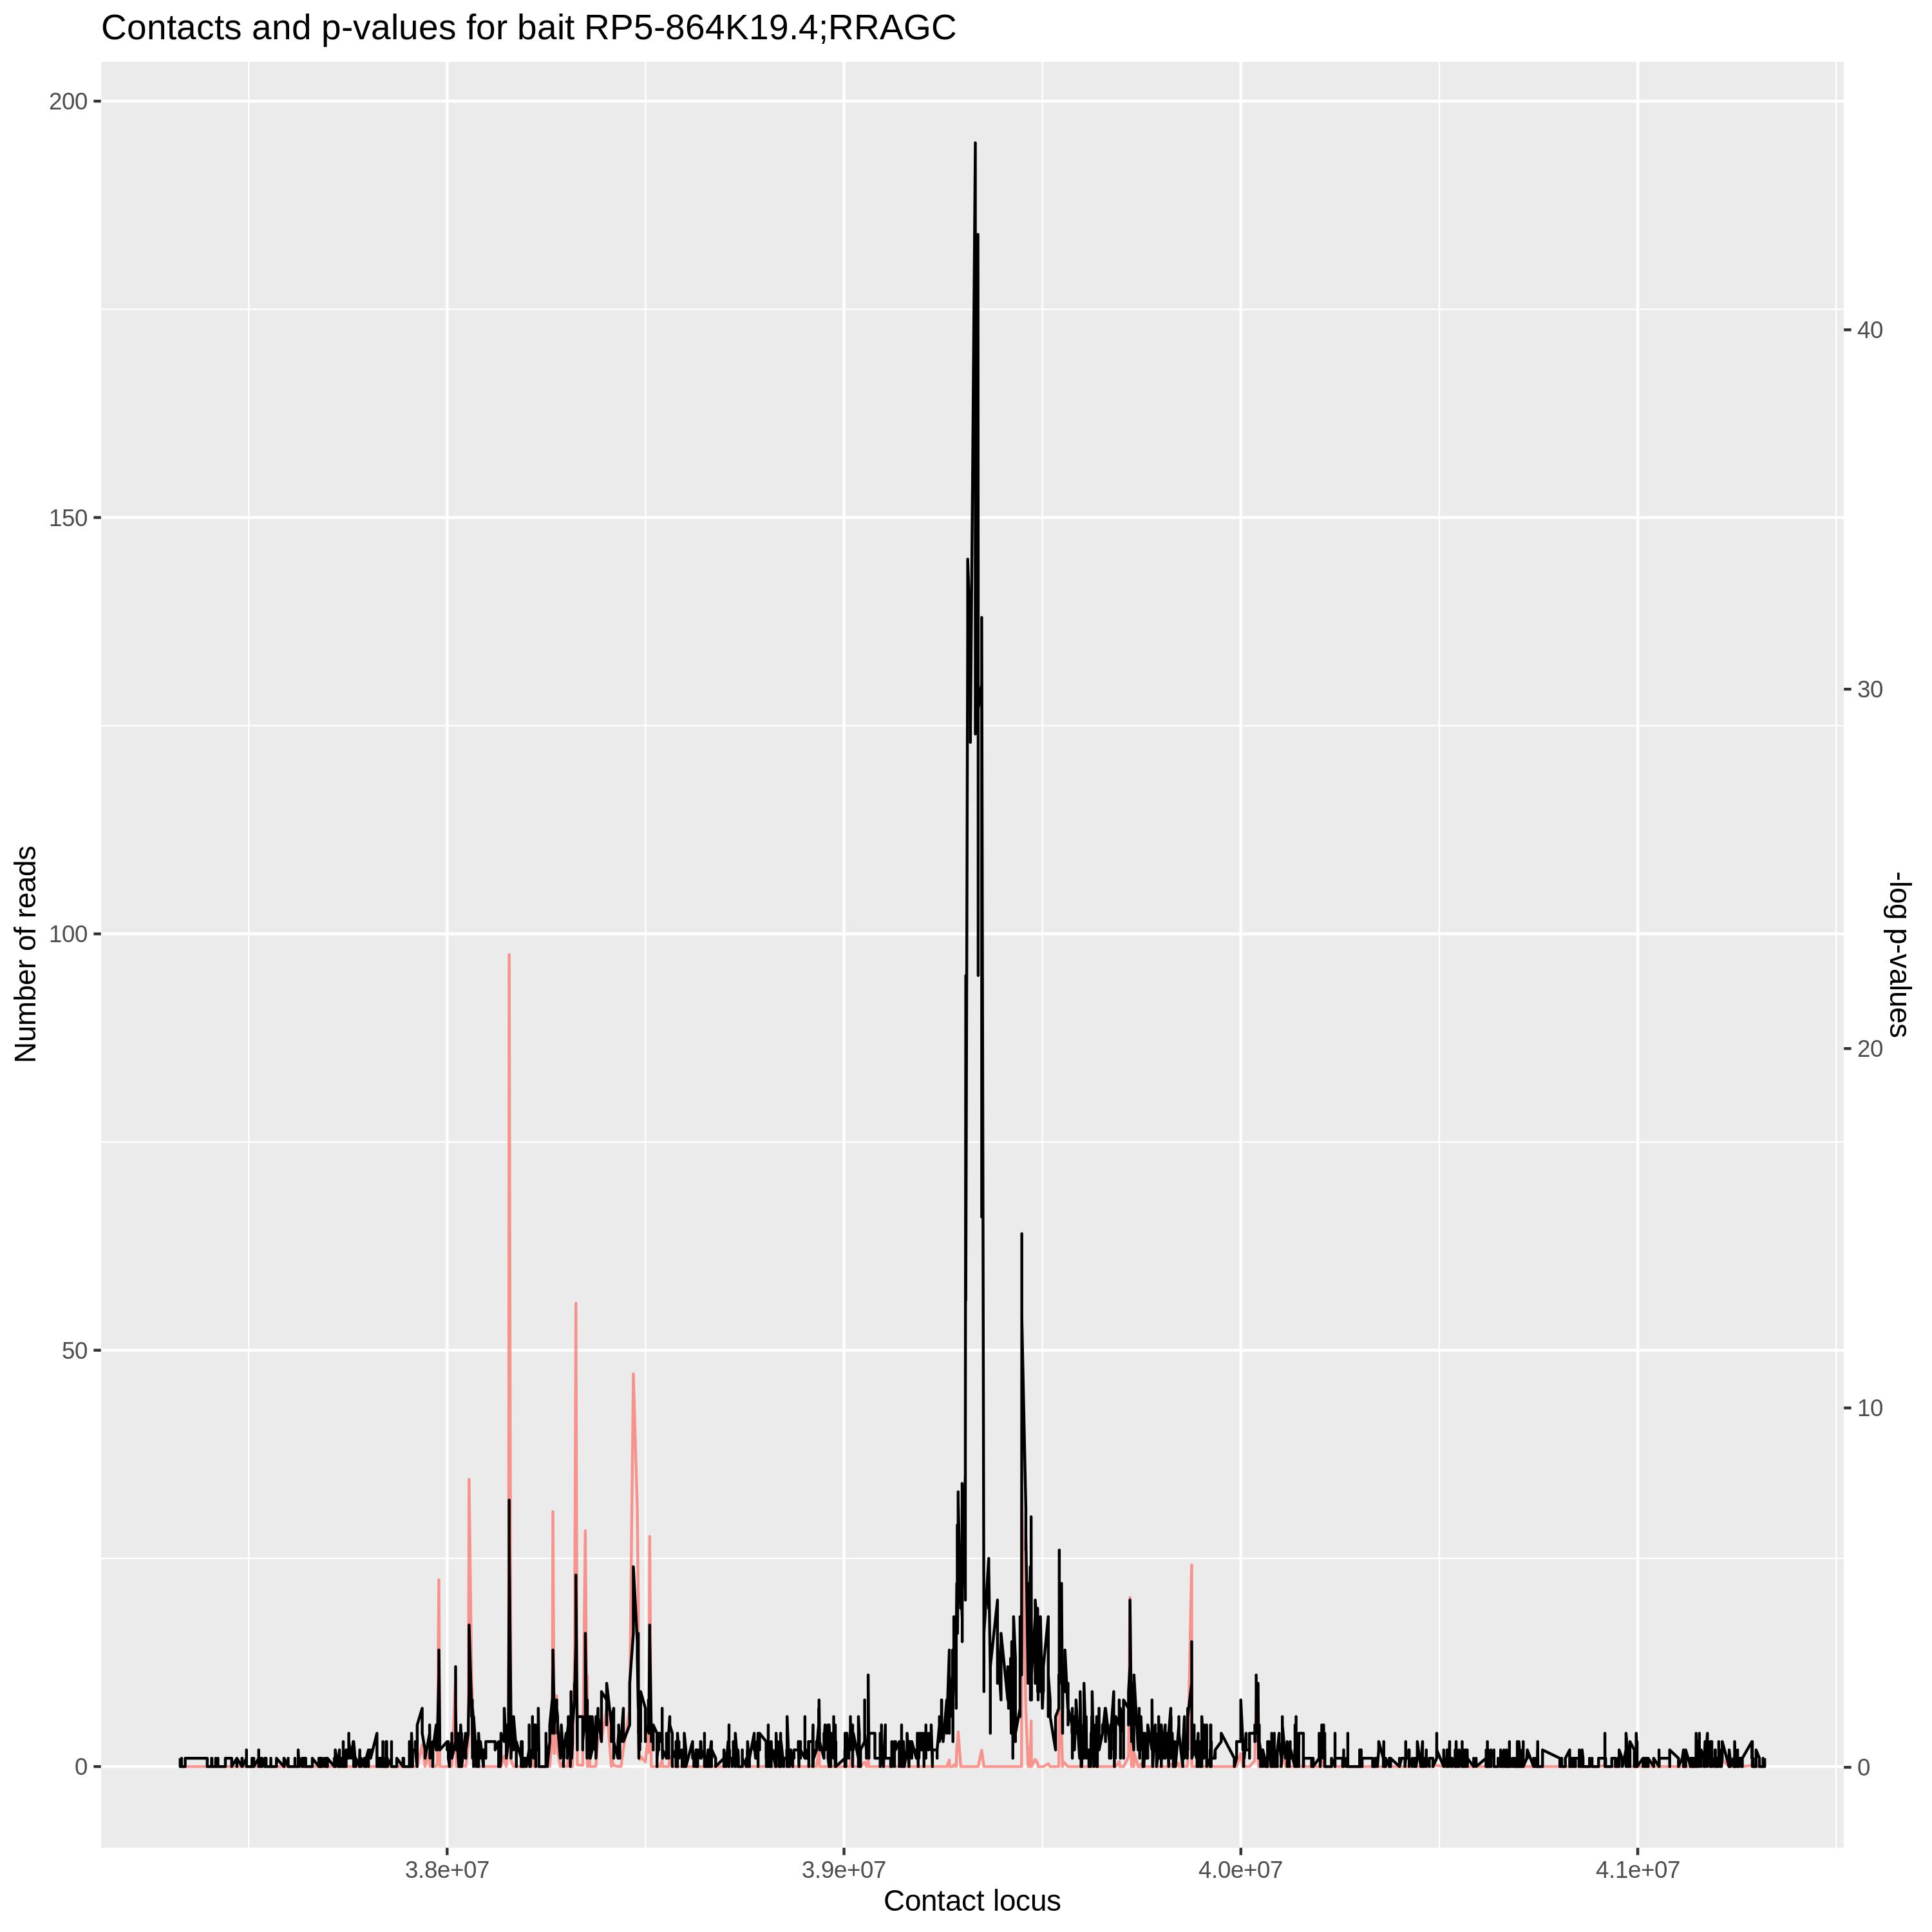 Contacts and p-values for bait RP5-864K19.4;RRAGC
200
150
100
50
0
Number of reads
40
30
20
10
0
-log p-values
3.8e+07
3.9e+07
4.0e+07
4.1e+07
Contact locus